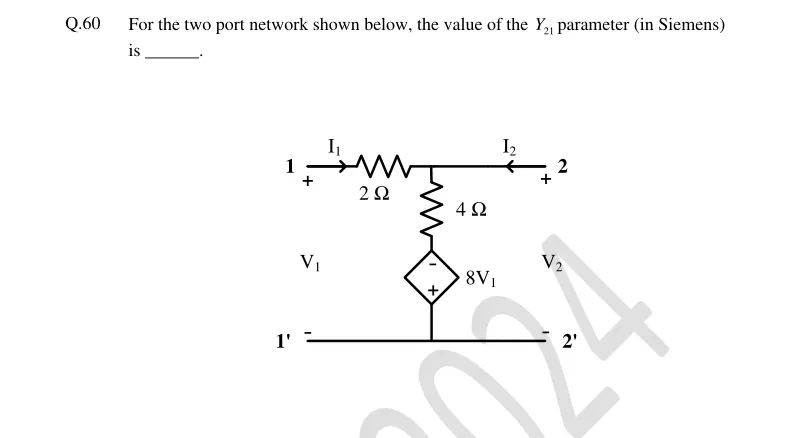 Q.60 For the two port network shown below, the value of the Y₂₁ parameter (in Siemens)
is ______.
I₁ I₂
1 2
+ +
2 Ω
4 Ω
V₁ - V₂
8V₁
+
1' - - 2'
2024